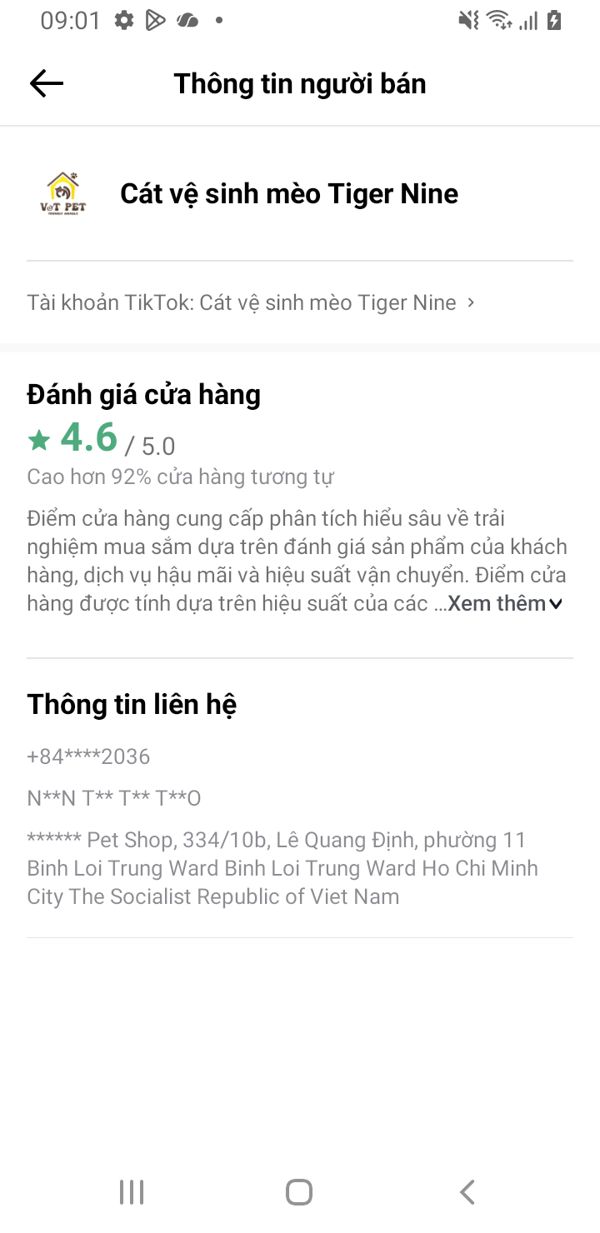 09:01
Thông tin người bán
VeT PET
Cát vệ sinh mèo Tiger Nine
Tài khoản TikTok: Cát vệ sinh mèo Tiger Nine >
Đánh giá cửa hàng
4.6 / 5.0
Cao hơn 92% cửa hàng tương tự
Điểm cửa hàng cung cấp phân tích hiểu sâu về trải
nghiệm mua sắm dựa trên đánh giá sản phẩm của khách
hàng, dịch vụ hậu mãi và hiệu suất vận chuyển. Điểm cửa
hàng được tính dựa trên hiệu suất của các ...Xem thêm
Thông tin liên hệ
+84****2036
N**N T** T** T**O
****** Pet Shop, 334/10b, Lê Quang Định, phường 11
Binh Loi Trung Ward Binh Loi Trung Ward Ho Chi Minh
City The Socialist Republic of Viet Nam